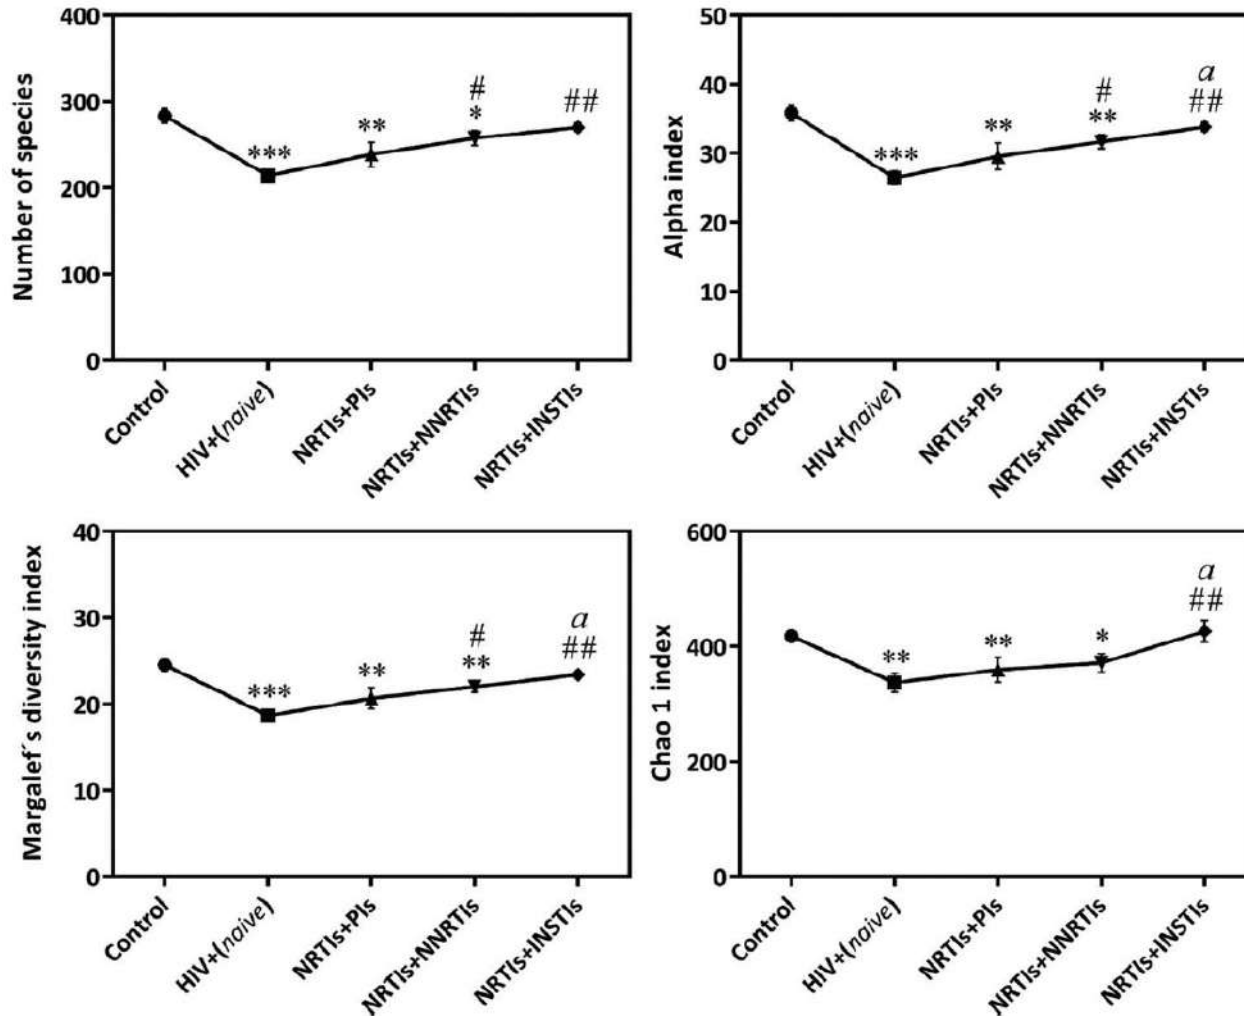 Number of species
400
300
200
100
0
***
**
#
*
##
Control
HIV+(naive)
NRTIs+PIs
NRTIs+NNRTIs
NRTIs+INSTIs
Alpha index
50
40
30
20
10
0
***
**
#
**
a
##
Control
HIV+(naive)
NRTIs+PIs
NRTIs+NNRTIs
NRTIs+INSTIs
Margalef´s diversity index
40
30
20
10
0
***
**
#
**
a
##
Control
HIV+(naive)
NRTIs+PIs
NRTIs+NNRTIs
NRTIs+INSTIs
Chao 1 index
600
400
200
0
**
**
*
a
##
Control
HIV+(naive)
NRTIs+PIs
NRTIs+NNRTIs
NRTIs+INSTIs